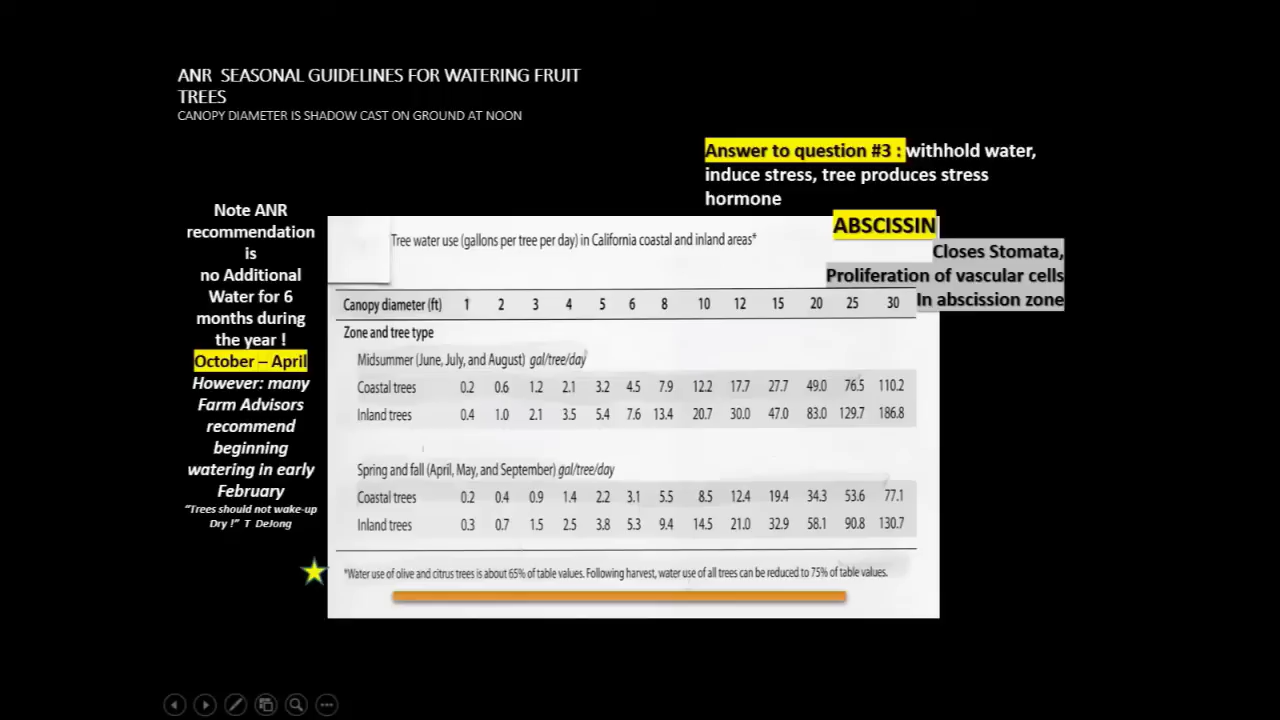 ANR SEASONAL GUIDELINES FOR WATERING FRUIT
TREES
CANOPY DIAMETER IS SHADOW CAST ON GROUND AT NOON
Answer to question #3 : withhold water,
induce stress, tree produces stress
hormone
ABSCISSIN
Closes Stomata,
Proliferation of vascular cells
In abscission zone
Note ANR
recommendation
is
no Additional
Water for 6
months during
the year !
October – April
However: many
Farm Advisors
recommend
beginning
watering in early
February
“Trees should not wake-up
Dry !” T DeJong
Tree water use (gallons per tree per day) in California coastal and inland areas*
Canopy diameter (ft) 1 2 3 4 5 6 8 10 12 15 20 25 30
Zone and tree type
Midsummer (June, July, and August) gal/tree/day
Coastal trees 0.2 0.6 1.2 2.1 3.2 4.5 7.9 12.2 17.7 27.7 49.0 76.5 110.2
Inland trees 0.4 1.0 2.1 3.5 5.4 7.6 13.4 20.7 30.0 47.0 83.0 129.7 186.8
Spring and fall (April, May, and September) gal/tree/day
Coastal trees 0.2 0.4 0.9 1.4 2.2 3.1 5.5 8.5 12.4 19.4 34.3 53.6 77.1
Inland trees 0.3 0.7 1.5 2.5 3.8 5.3 9.4 14.5 21.0 32.9 58.1 90.8 130.7
*Water use of olive and citrus trees is about 65% of table values. Following harvest, water use of all trees can be reduced to 75% of table values.